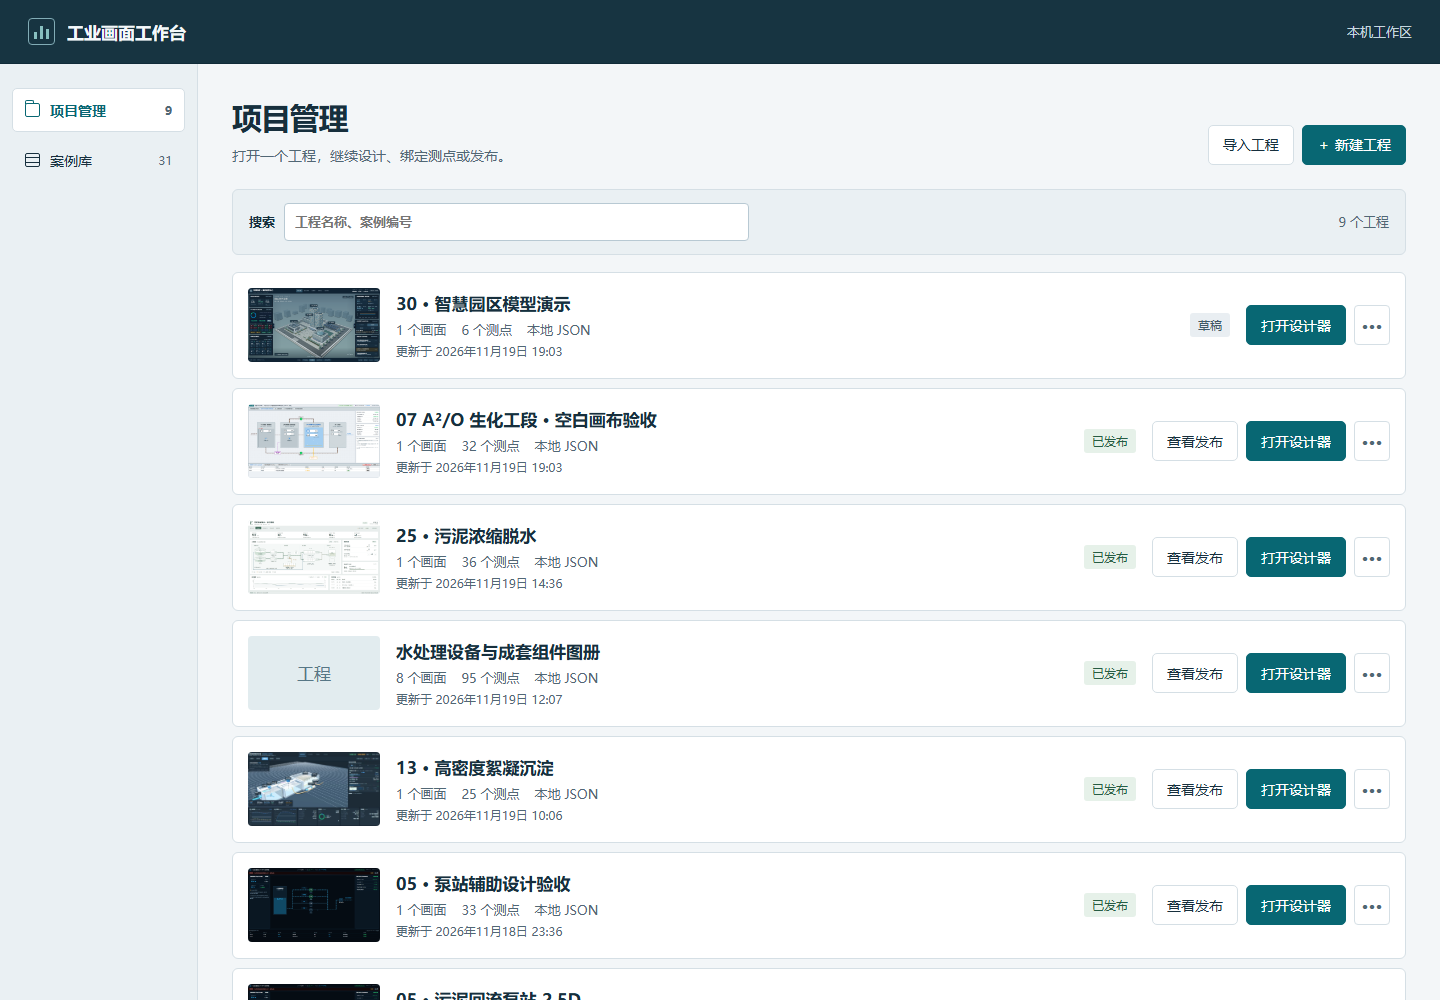 工业画面工作台
本机工作区
项目管理 9
案例库 31
项目管理
打开一个工程，继续设计、绑定测点或发布。
导入工程
+ 新建工程
搜索 工程名称、案例编号
9 个工程
30 • 智慧园区模型演示
1 个画面 6 个测点 本地 JSON
更新于 2026年11月19日 19:03
草稿 打开设计器 •••
07 A²/O 生化工段 • 空白画布验收
1 个画面 32 个测点 本地 JSON
更新于 2026年11月19日 19:03
已发布 查看发布 打开设计器 •••
25 • 污泥浓缩脱水
1 个画面 36 个测点 本地 JSON
更新于 2026年11月19日 14:36
已发布 查看发布 打开设计器 •••
工程
水处理设备与成套组件图册
8 个画面 95 个测点 本地 JSON
更新于 2026年11月19日 12:07
已发布 查看发布 打开设计器 •••
13 • 高密度絮凝沉淀
1 个画面 25 个测点 本地 JSON
更新于 2026年11月19日 10:06
已发布 查看发布 打开设计器 •••
05 • 泵站辅助设计验收
1 个画面 33 个测点 本地 JSON
更新于 2026年11月18日 23:36
已发布 查看发布 打开设计器 •••
05 • 污泥回流泵站 2.5D